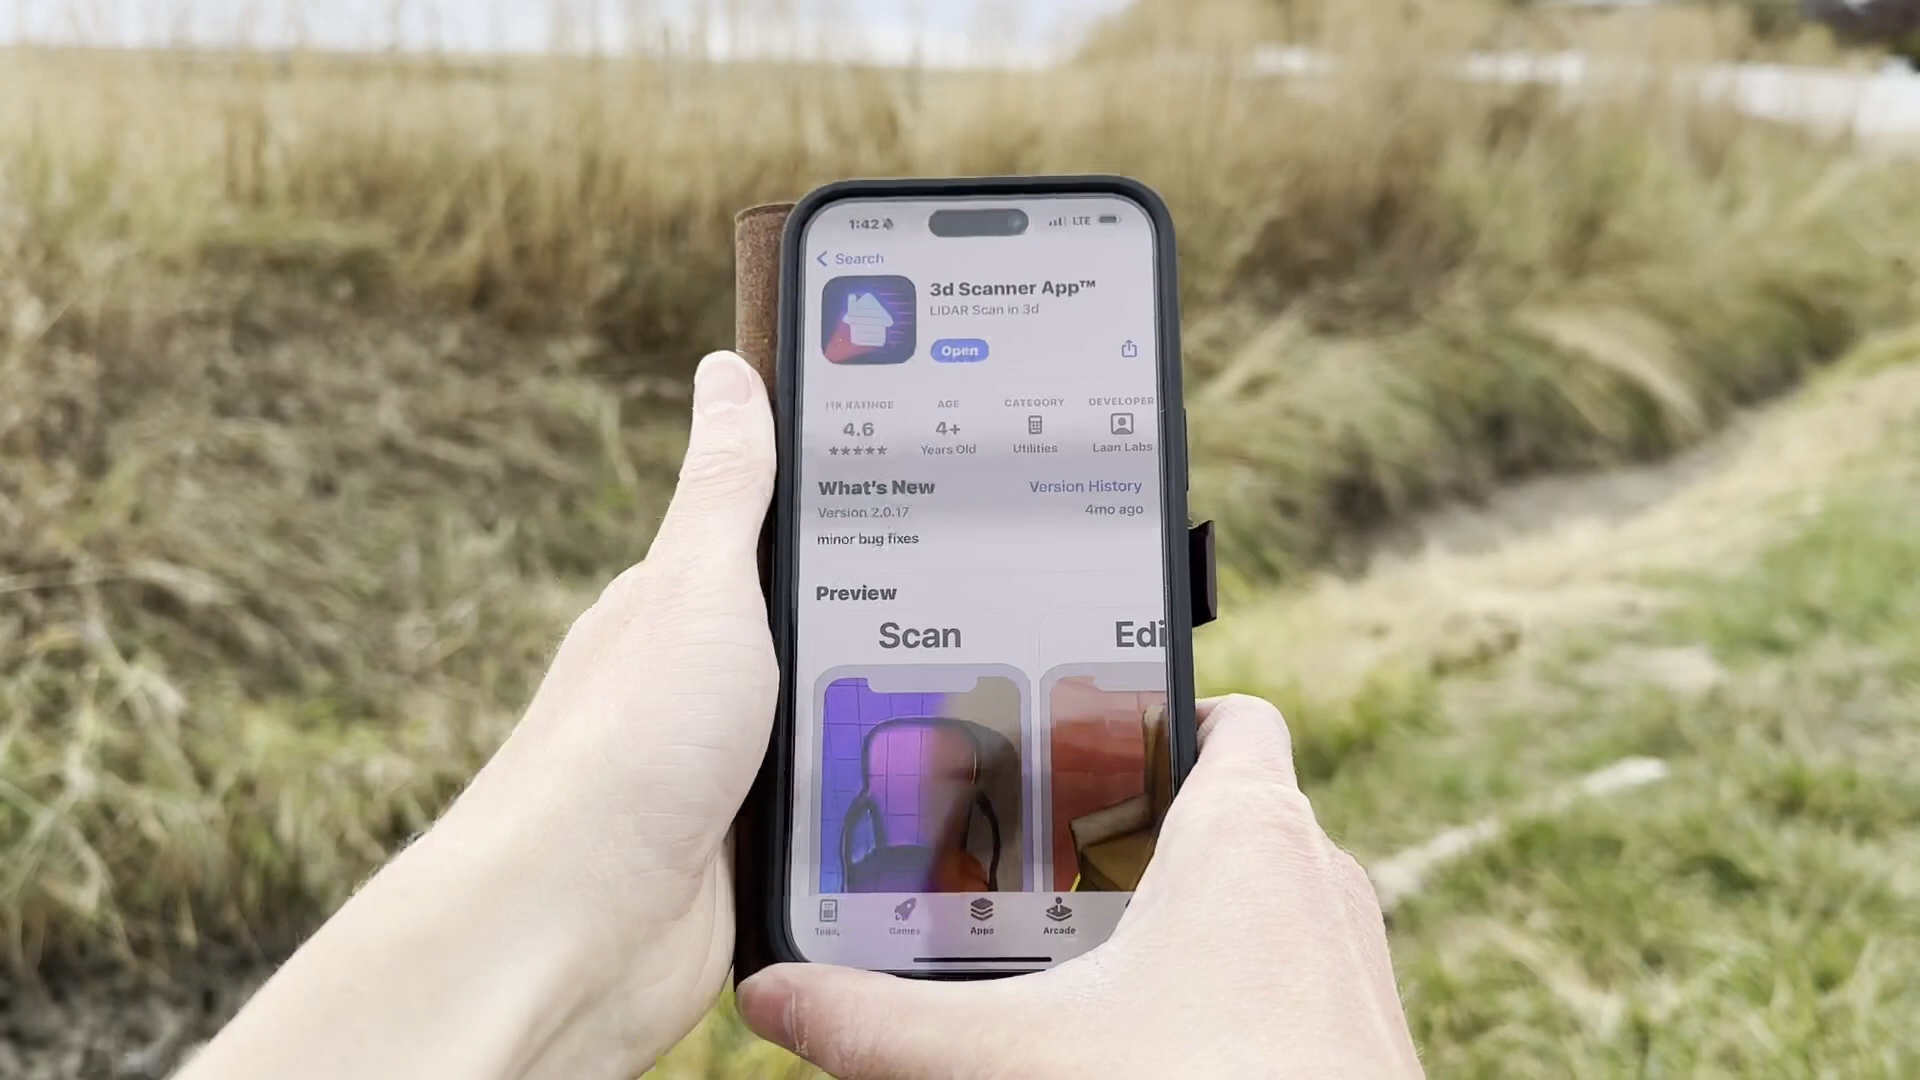 1:42
LTE
Search
3d Scanner App™
LIDAR Scan in 3d
Open
RATINGS
AGE
CATEGORY
DEVELOPER
4.6
4+
★★★★★
Years Old
Utilities
Laan Labs
What's New
Version History
Version 2.0.17
4mo ago
minor bug fixes
Preview
Scan
Edi
Games
Apps
Arcade